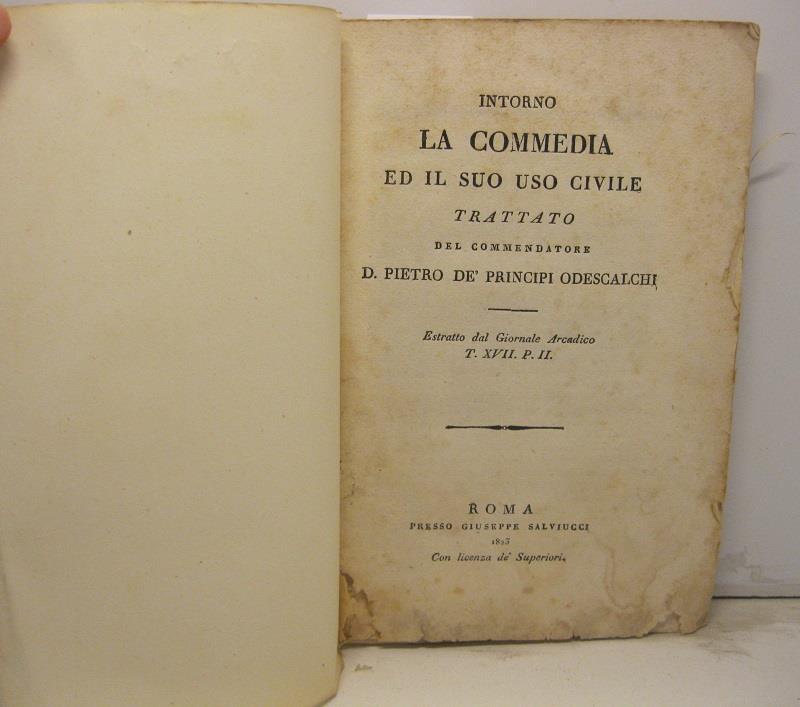 INTORNO
LA COMMEDIA
ED IL SUO USO CIVILE
TRATTATO
DEL COMMENDATORE
D. PIETRO DE' PRINCIPI ODESCALCHI
Estratto dal Giornale Arcadico
T. XVII. P. II.
ROMA
PRESSO GIUSEPPE SALVIUCCI
1823
Con licenza de' Superiori.